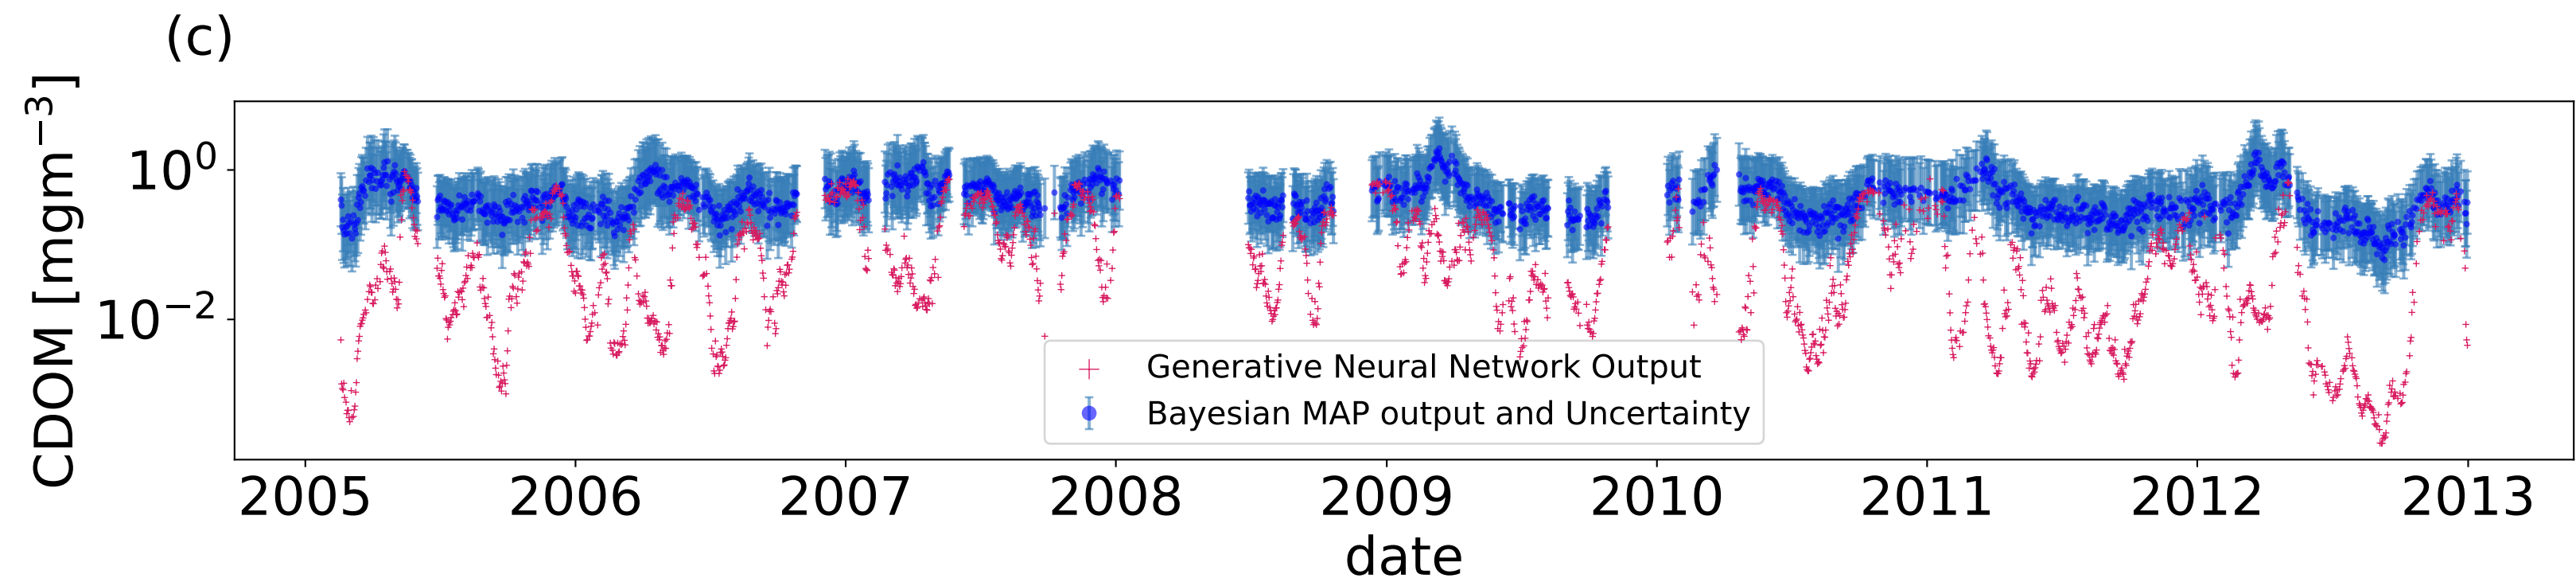 (c)
CDOM [mgm⁻³]
10⁰
10⁻²
Generative Neural Network Output
Bayesian MAP output and Uncertainty
2005 2006 2007 2008 2009 2010 2011 2012 2013
date